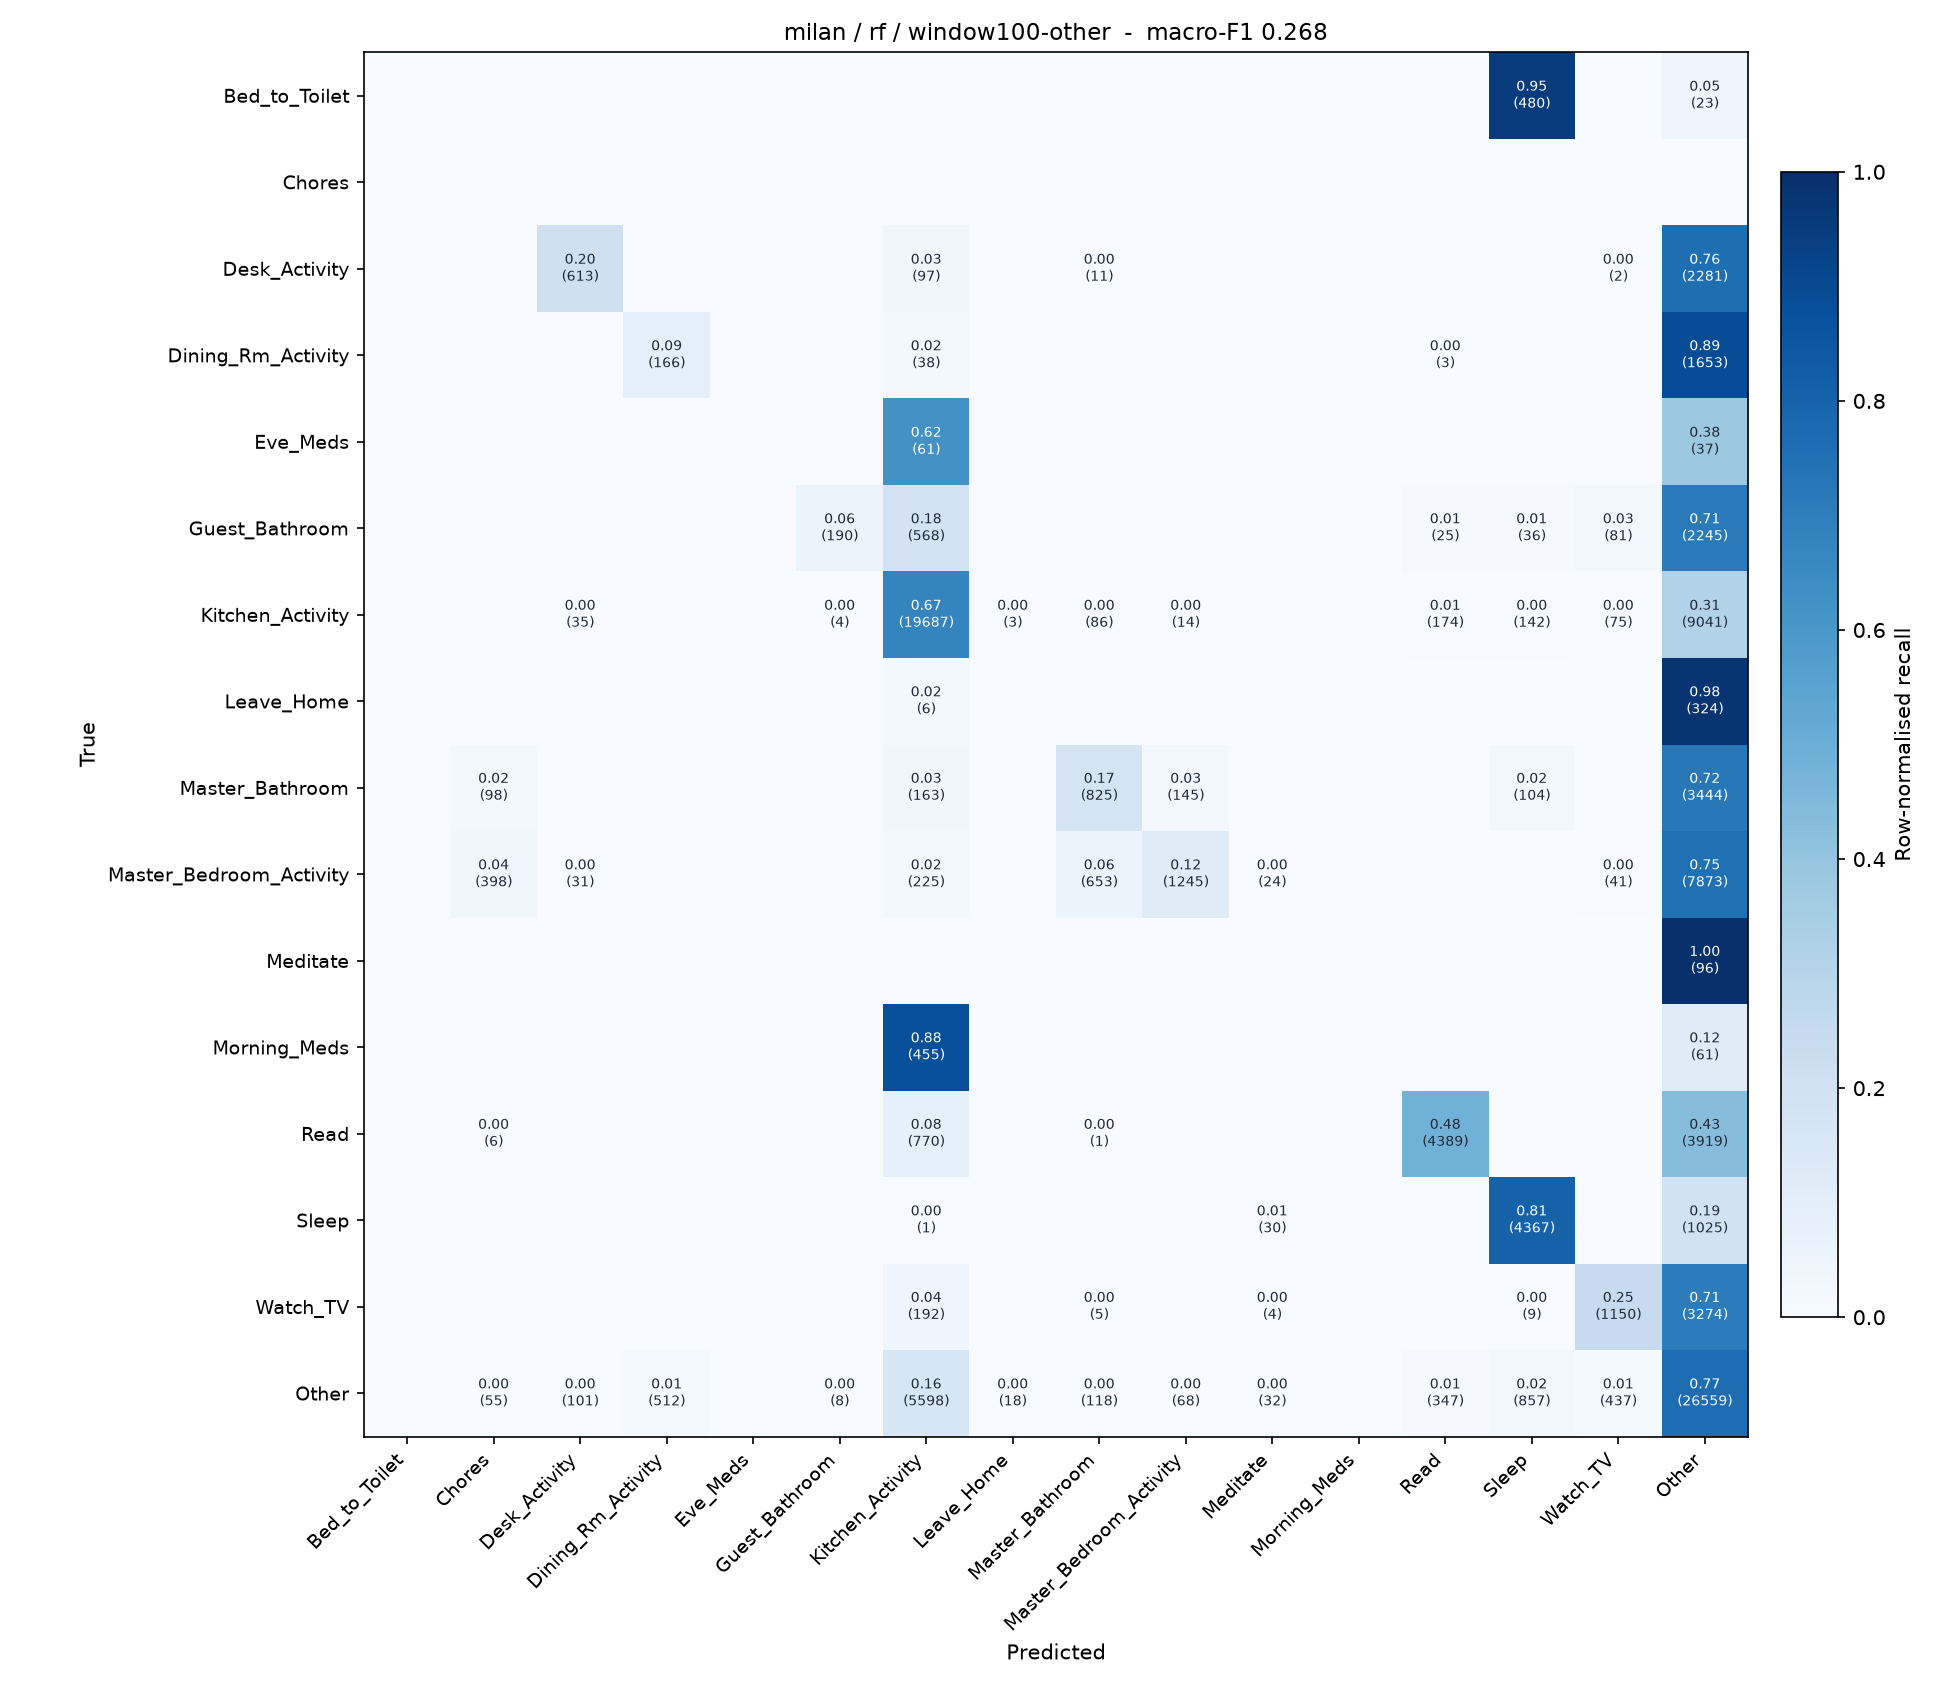 milan / rf / window100-other  -  macro-F1 0.268
Bed_to_Toilet
0.95 0.05
(480) (23)
Chores
Desk_Activity
0.20 0.03 0.00 0.00 0.76
(613) (97) (11) (2) (2281)
Dining_Rm_Activity
0.09 0.02 0.00 0.89
(166) (38) (3) (1653)
Eve_Meds
0.62 0.38
(61) (37)
Guest_Bathroom
0.06 0.18 0.01 0.01 0.03 0.71
(190) (568) (25) (36) (81) (2245)
Kitchen_Activity
0.00 0.00 0.67 0.00 0.00 0.00 0.01 0.00 0.00 0.31
(35) (4) (19687) (3) (86) (14) (174) (142) (75) (9041)
Leave_Home
0.02 0.98
(6) (324)
Master_Bathroom
0.02 0.03 0.17 0.03 0.02 0.72
(98) (163) (825) (145) (104) (3444)
Master_Bedroom_Activity
0.04 0.00 0.02 0.06 0.12 0.00 0.00 0.75
(398) (31) (225) (653) (1245) (24) (41) (7873)
Meditate
1.00
(96)
Morning_Meds
0.88 0.12
(455) (61)
Read
0.00 0.08 0.00 0.48 0.43
(6) (770) (1) (4389) (3919)
Sleep
0.00 0.01 0.81 0.19
(1) (30) (4367) (1025)
Watch_TV
0.04 0.00 0.00 0.00 0.25 0.71
(192) (5) (4) (9) (1150) (3274)
Other
0.00 0.00 0.01 0.00 0.16 0.00 0.00 0.00 0.00 0.01 0.02 0.01 0.77
(55) (101) (512) (8) (5598) (18) (118) (68) (32) (347) (857) (437) (26559)
True
Bed_to_Toilet
Chores
Desk_Activity
Dining_Rm_Activity
Eve_Meds
Guest_Bathroom
Kitchen_Activity
Leave_Home
Master_Bathroom
Master_Bedroom_Activity
Meditate
Morning_Meds
Read
Sleep
Watch_TV
Other
Predicted
1.0
0.8
0.6
0.4
0.2
0.0
Row-normalised recall